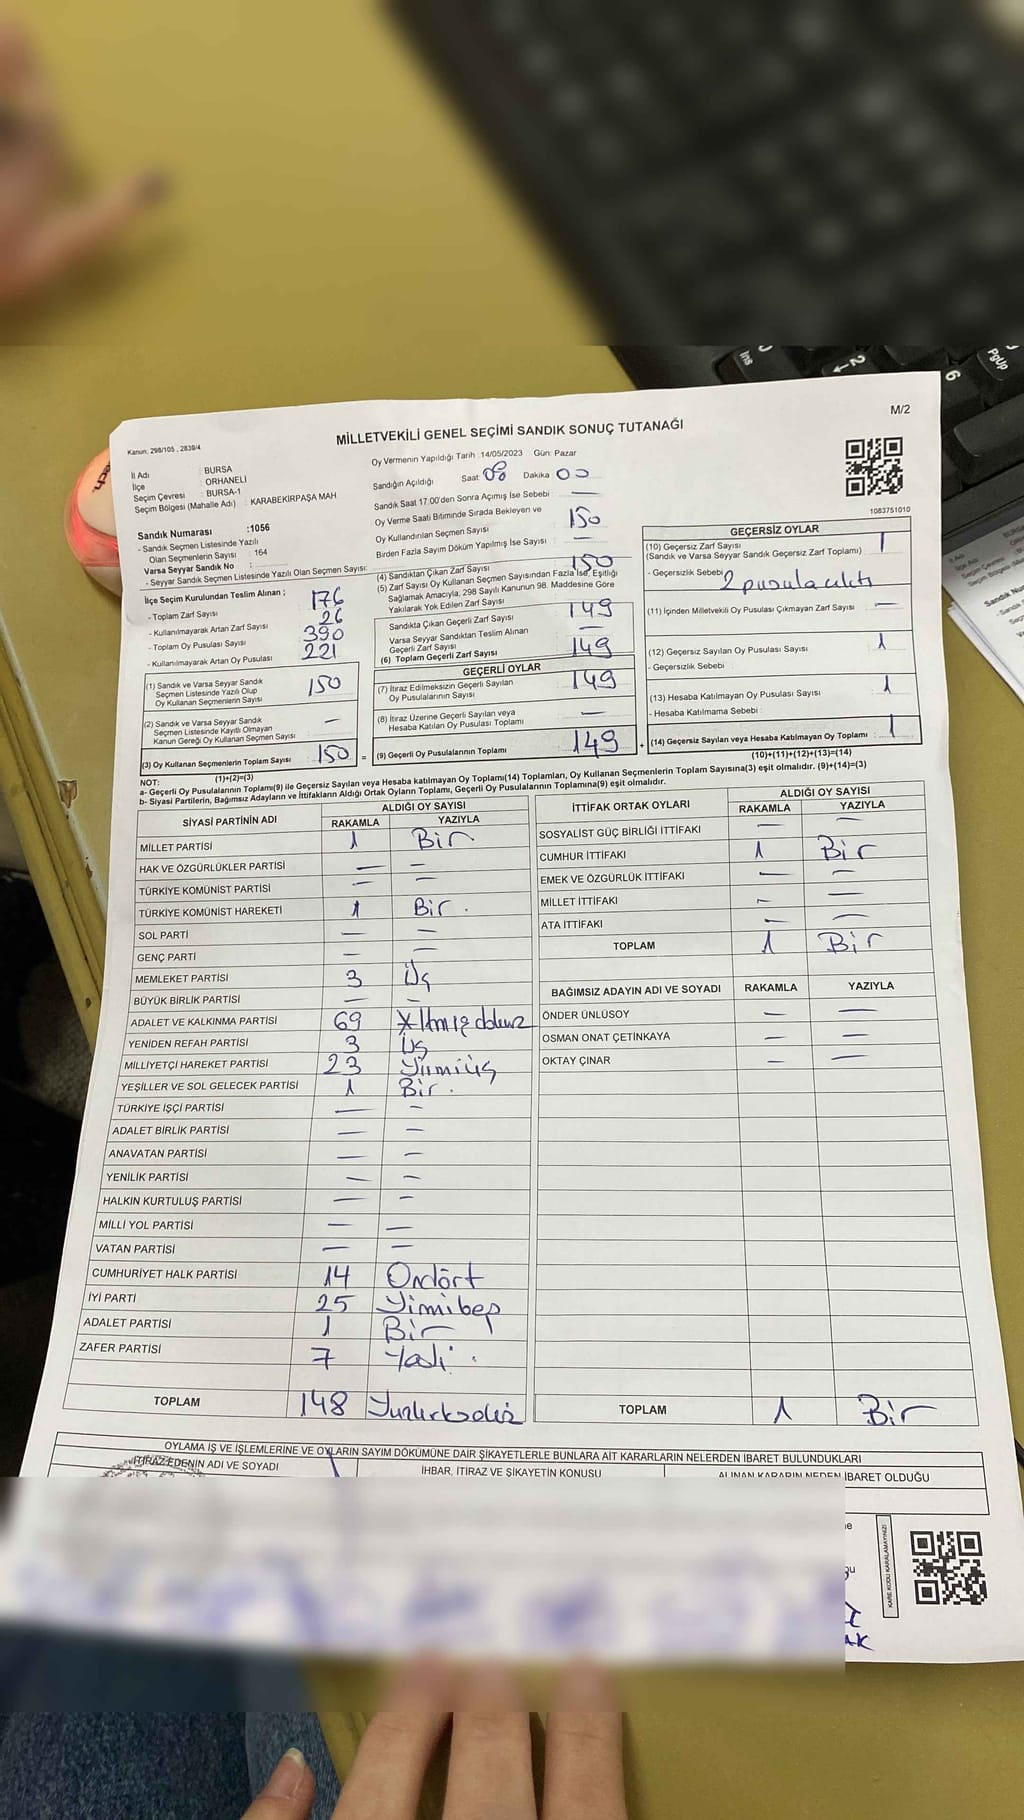 Ins
2
6
PgUp
ch.
M/2
Kanun; 298/105 , 2839/4
MİLLETVEKİLİ GENEL SEÇİMİ SANDIK SONUÇ TUTANAĞI
İl Adı : BURSA
İlçe : ORHANELİ
Seçim Çevresi : BURSA-1
Seçim Bölgesi (Mahalle Adı) : KARABEKİRPAŞA MAH
Oy Vermenin Yapıldığı Tarih :14/05/2023 Gün: Pazar
Sandığın Açıldığı Saat 08 Dakika 00
Sandık Saat 17:00'den Sonra Açımış İse Sebebi —
Oy Verme Saati Bitiminde Sırada Bekleyen ve
Oy Kullandırılan Seçmen Sayısı 150
Birden Fazla Sayım Döküm Yapılmış İse Sayısı —
1083751010
Sandık Numarası :1056
- Sandık Seçmen Listesinde Yazılı
Olan Seçmenlerin Sayısı : 164
Varsa Seyyar Sandık No :
- Seyyar Sandık Seçmen Listesinde Yazılı Olan Seçmen Sayısı:
İlçe Seçim Kurulundan Teslim Alınan ;
- Toplam Zarf Sayısı 176
- Kullanılmayarak Artan Zarf Sayısı 26
- Toplam Oy Pusulası Sayısı 390
- Kullanılmayarak Artan Oy Pusulası 221
(1) Sandık ve Varsa Seyyar Sandık
Seçmen Listesinde Yazılı Olup
Oy Kullanan Seçmenlerin Sayısı 150
(2) Sandık ve Varsa Seyyar Sandık
Seçmen Listesinde Kayıtlı Olmayan
Kanun Gereği Oy Kullanan Seçmen Sayısı —
(3) Oy Kullanan Seçmenlerin Toplam Sayısı 150 =
(1)+(2)=(3)
(4) Sandıktan Çıkan Zarf Sayısı 150
(5) Zarf Sayısı Oy Kullanan Seçmen Sayısından Fazla İse, Eşitliği
Sağlamak Amacıyla; 298 Sayılı Kanunun 98. Maddesine Göre
Yakılarak Yok Edilen Zarf Sayısı
Sandıkta Çıkan Geçerli Zarf Sayısı 149
Varsa Seyyar Sandıktan Teslim Alınan
Geçerli Zarf Sayısı —
(6) Toplam Geçerli Zarf Sayısı 149
GEÇERLİ OYLAR
(7) İtiraz Edilmeksizin Geçerli Sayılan
Oy Pusulalarının Sayısı 149
(8) İtiraz Üzerine Geçerli Sayılan veya
Hesaba Katılan Oy Pusulası Toplamı —
(9) Geçerli Oy Pusulalarının Toplamı 149 +
GEÇERSİZ OYLAR
(10) Geçersiz Zarf Sayısı
(Sandık ve Varsa Seyyar Sandık Geçersiz Zarf Toplamı) 1
- Geçersizlik Sebebi 2 pusula çıktı
(11) İçinden Milletvekili Oy Pusulası Çıkmayan Zarf Sayısı —
(12) Geçersiz Sayılan Oy Pusulası Sayısı 1
- Geçersizlik Sebebi :
(13) Hesaba Katılmayan Oy Pusulası Sayısı 1
- Hesaba Katılmama Sebebi :
(14) Geçersiz Sayılan veya Hesaba Katılmayan Oy Toplamı : 1
(10)+(11)+(12)+(13)=(14)
NOT:
a- Geçerli Oy Pusulalarının Toplamı(9) ile Geçersiz Sayılan veya Hesaba katılmayan Oy Toplamı(14) Toplamları, Oy Kullanan Seçmenlerin Toplam Sayısına(3) eşit olmalıdır. (9)+(14)=(3)
b- Siyasi Partilerin, Bağımsız Adayların ve İttifakların Aldığı Ortak Oyların Toplamı, Geçerli Oy Pusulalarının Toplamına(9) eşit olmalıdır.
SİYASİ PARTİNİN ADI ALDIĞI OY SAYISI
RAKAMLA YAZIYLA
MİLLET PARTİSİ 1 Bir
HAK VE ÖZGÜRLÜKLER PARTİSİ — —
TÜRKİYE KOMÜNİST PARTİSİ — —
TÜRKİYE KOMÜNİST HAREKETİ 1 Bir.
SOL PARTİ — —
GENÇ PARTİ — —
MEMLEKET PARTİSİ 3 Üç
BÜYÜK BİRLİK PARTİSİ — —
ADALET VE KALKINMA PARTİSİ 69
YENİDEN REFAH PARTİSİ 3 Üç
MİLLİYETÇİ HAREKET PARTİSİ 23 Yirmiüç
YEŞİLLER VE SOL GELECEK PARTİSİ 1 Bir.
TÜRKİYE İŞÇİ PARTİSİ — —
ADALET BİRLİK PARTİSİ — —
ANAVATAN PARTİSİ — —
YENİLİK PARTİSİ — —
HALKIN KURTULUŞ PARTİSİ — —
MİLLİ YOL PARTİSİ — —
VATAN PARTİSİ — —
CUMHURİYET HALK PARTİSİ 14 Ondört
İYİ PARTİ 25 Yirmibeş
ADALET PARTİSİ 1 Bir
ZAFER PARTİSİ 7 Yedi.
TOPLAM 148 Yüzkırksekiz
İTTİFAK ORTAK OYLARI ALDIĞI OY SAYISI
RAKAMLA YAZIYLA
SOSYALİST GÜÇ BİRLİĞİ İTTİFAKI — —
CUMHUR İTTİFAKI 1 Bir
EMEK VE ÖZGÜRLÜK İTTİFAKI — —
MİLLET İTTİFAKI — —
ATA İTTİFAKI — —
TOPLAM 1 Bir
BAĞIMSIZ ADAYIN ADI VE SOYADI RAKAMLA YAZIYLA
ÖNDER ÜNLÜSOY — —
OSMAN ONAT ÇETİNKAYA — —
OKTAY ÇINAR — —
TOPLAM 1 Bir
OYLAMA İŞ VE İŞLEMLERİNE VE OYLARIN SAYIM DÖKÜMÜNE DAİR ŞİKAYETLERLE BUNLARA AİT KARARLARIN NELERDEN İBARET BULUNDUKLARI
İTİRAZ EDENİN ADI VE SOYADI
İHBAR, İTİRAZ VE ŞİKAYETİN KONUSU
ALINAN KARARIN NEDEN İBARET OLDUĞU
KARE KODU KARALAMAYINIZ!